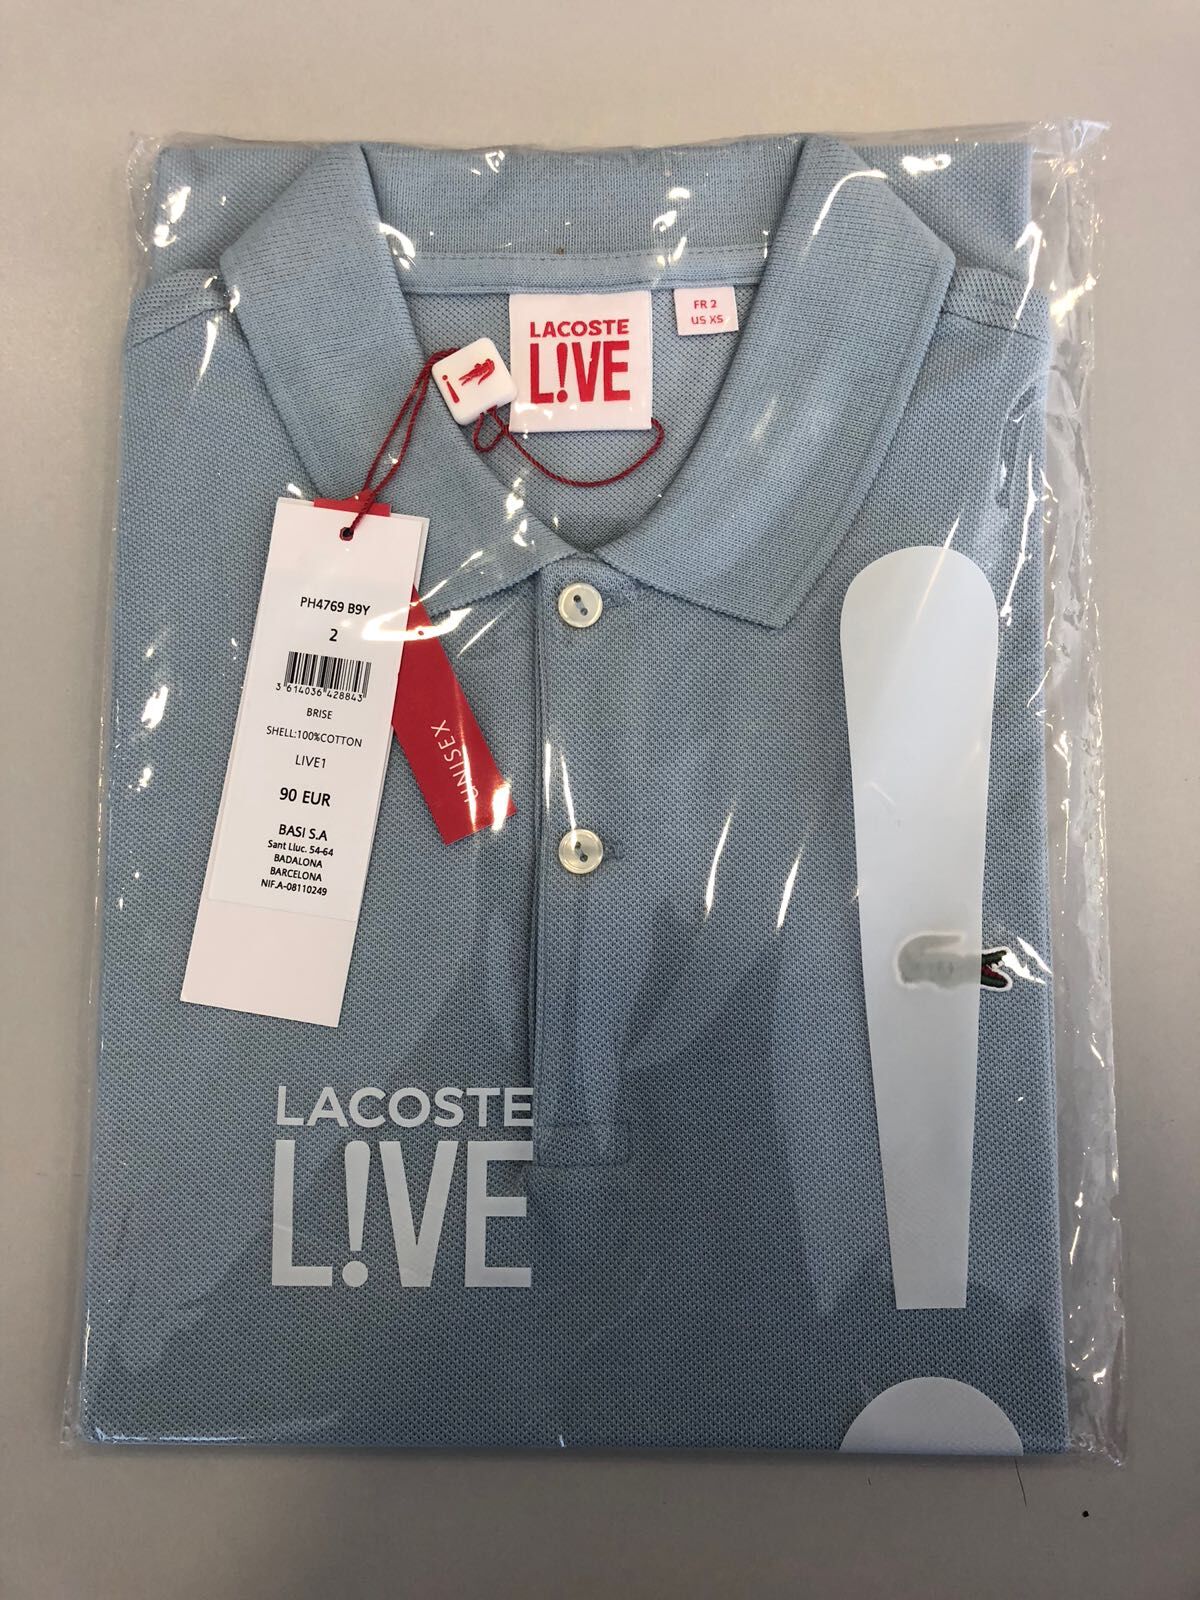 LACOSTE
L!VE
FR 2
US XS
PH4769 B9Y
2
3 614036 428843
BRISE
SHELL:100%COTTON
LIVE1
90 EUR
BASI S.A
Sant Lluc. 54-64
BADALONA
BARCELONA
NIF.A-08110249
UNISEX
LACOSTE
L!VE